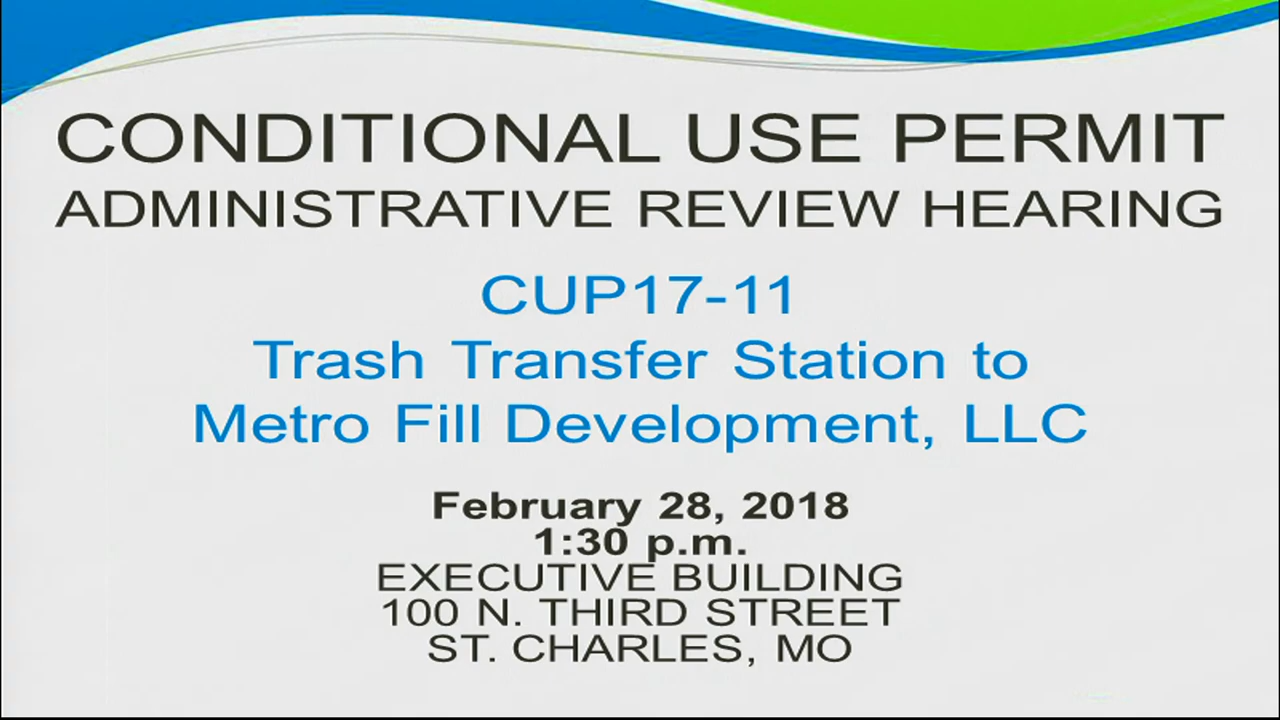 CONDITIONAL USE PERMIT
ADMINISTRATIVE REVIEW HEARING
CUP17-11
Trash Transfer Station to
Metro Fill Development, LLC
February 28, 2018
1:30 p.m.
EXECUTIVE BUILDING
100 N. THIRD STREET
ST. CHARLES, MO